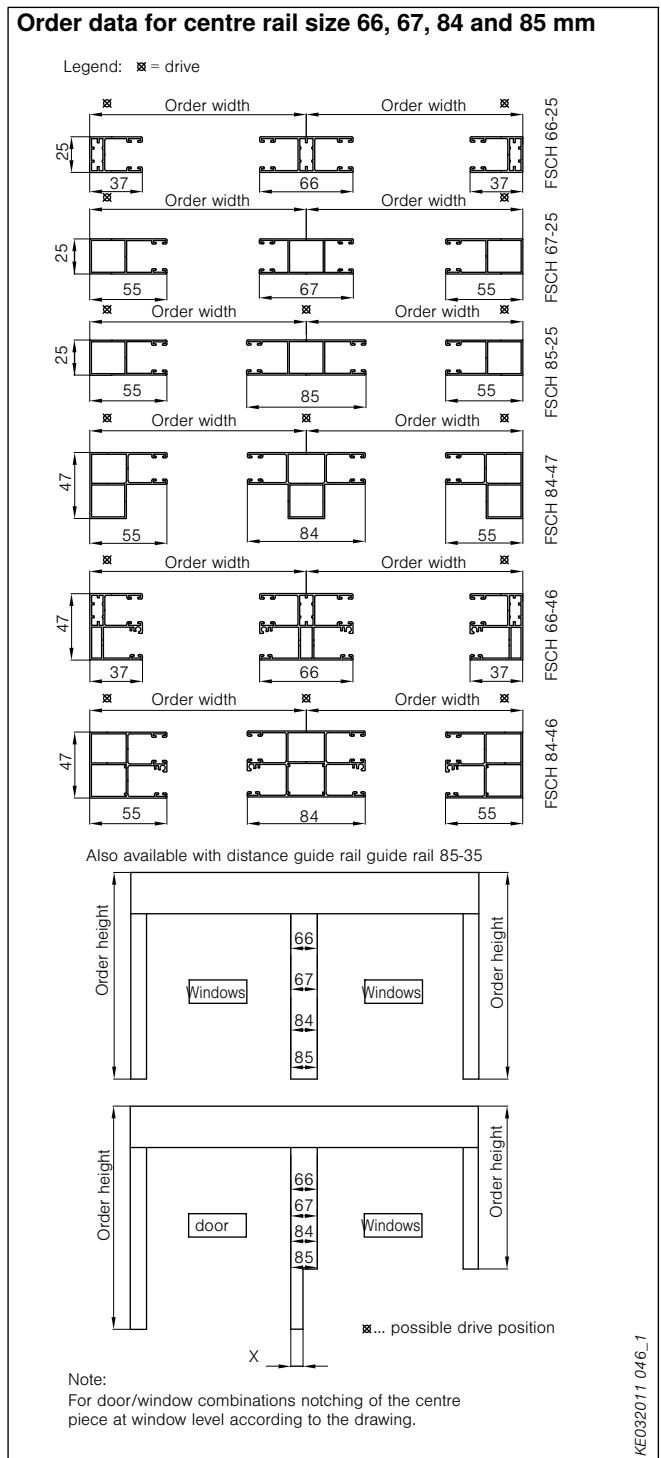 Order data for centre rail size 66, 67, 84 and 85 mm
Legend: ⊠ = drive
Order width Order width
25
37 66 37
FSCH 66-25
Order width Order width
25
55 67 55
FSCH 67-25
Order width Order width
25
55 85 55
FSCH 85-25
Order width Order width
47
55 84 55
FSCH 84-47
Order width Order width
47
37 66 37
FSCH 66-46
Order width Order width
47
55 84 55
FSCH 84-46
Also available with distance guide rail guide rail 85-35
Order height
Windows
66
67
84
85
Windows
Order height
Order height
door
66
67
84
85
Windows
Order height
X
⊠... possible drive position
Note:
For door/window combinations notching of the centre
piece at window level according to the drawing.
KE032011 046_1